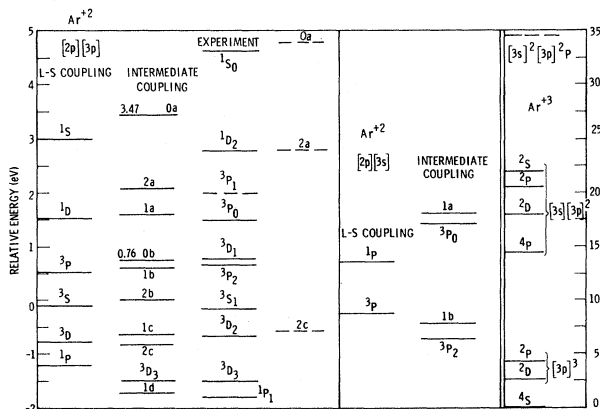 Ar+2
[2p][3p]
L-S COUPLING
INTERMEDIATE
COUPLING
EXPERIMENT
RELATIVE ENERGY (eV)
5
3
2
1
0
-1
-2
1S
1D
3P
3S
3D
1P
3.47 0a
2a
1a
0.76 0b
1b
2b
1c
2c
3D3
1d
1S0
1D2
3P1
3P0
3D1
3P2
3S1
3D2
3D3
1P1
0a
2a
2c
Ar+2
[2p][3s]
L-S COUPLING
1P
3P
INTERMEDIATE
COUPLING
1a
3P0
1b
3P2
[3s]2[3p]2P
Ar+3
2S
2P
2D
4P
[3s][3p]2
2P
2D
[3p]3
4S
35
30
25
20
15
10
5
0